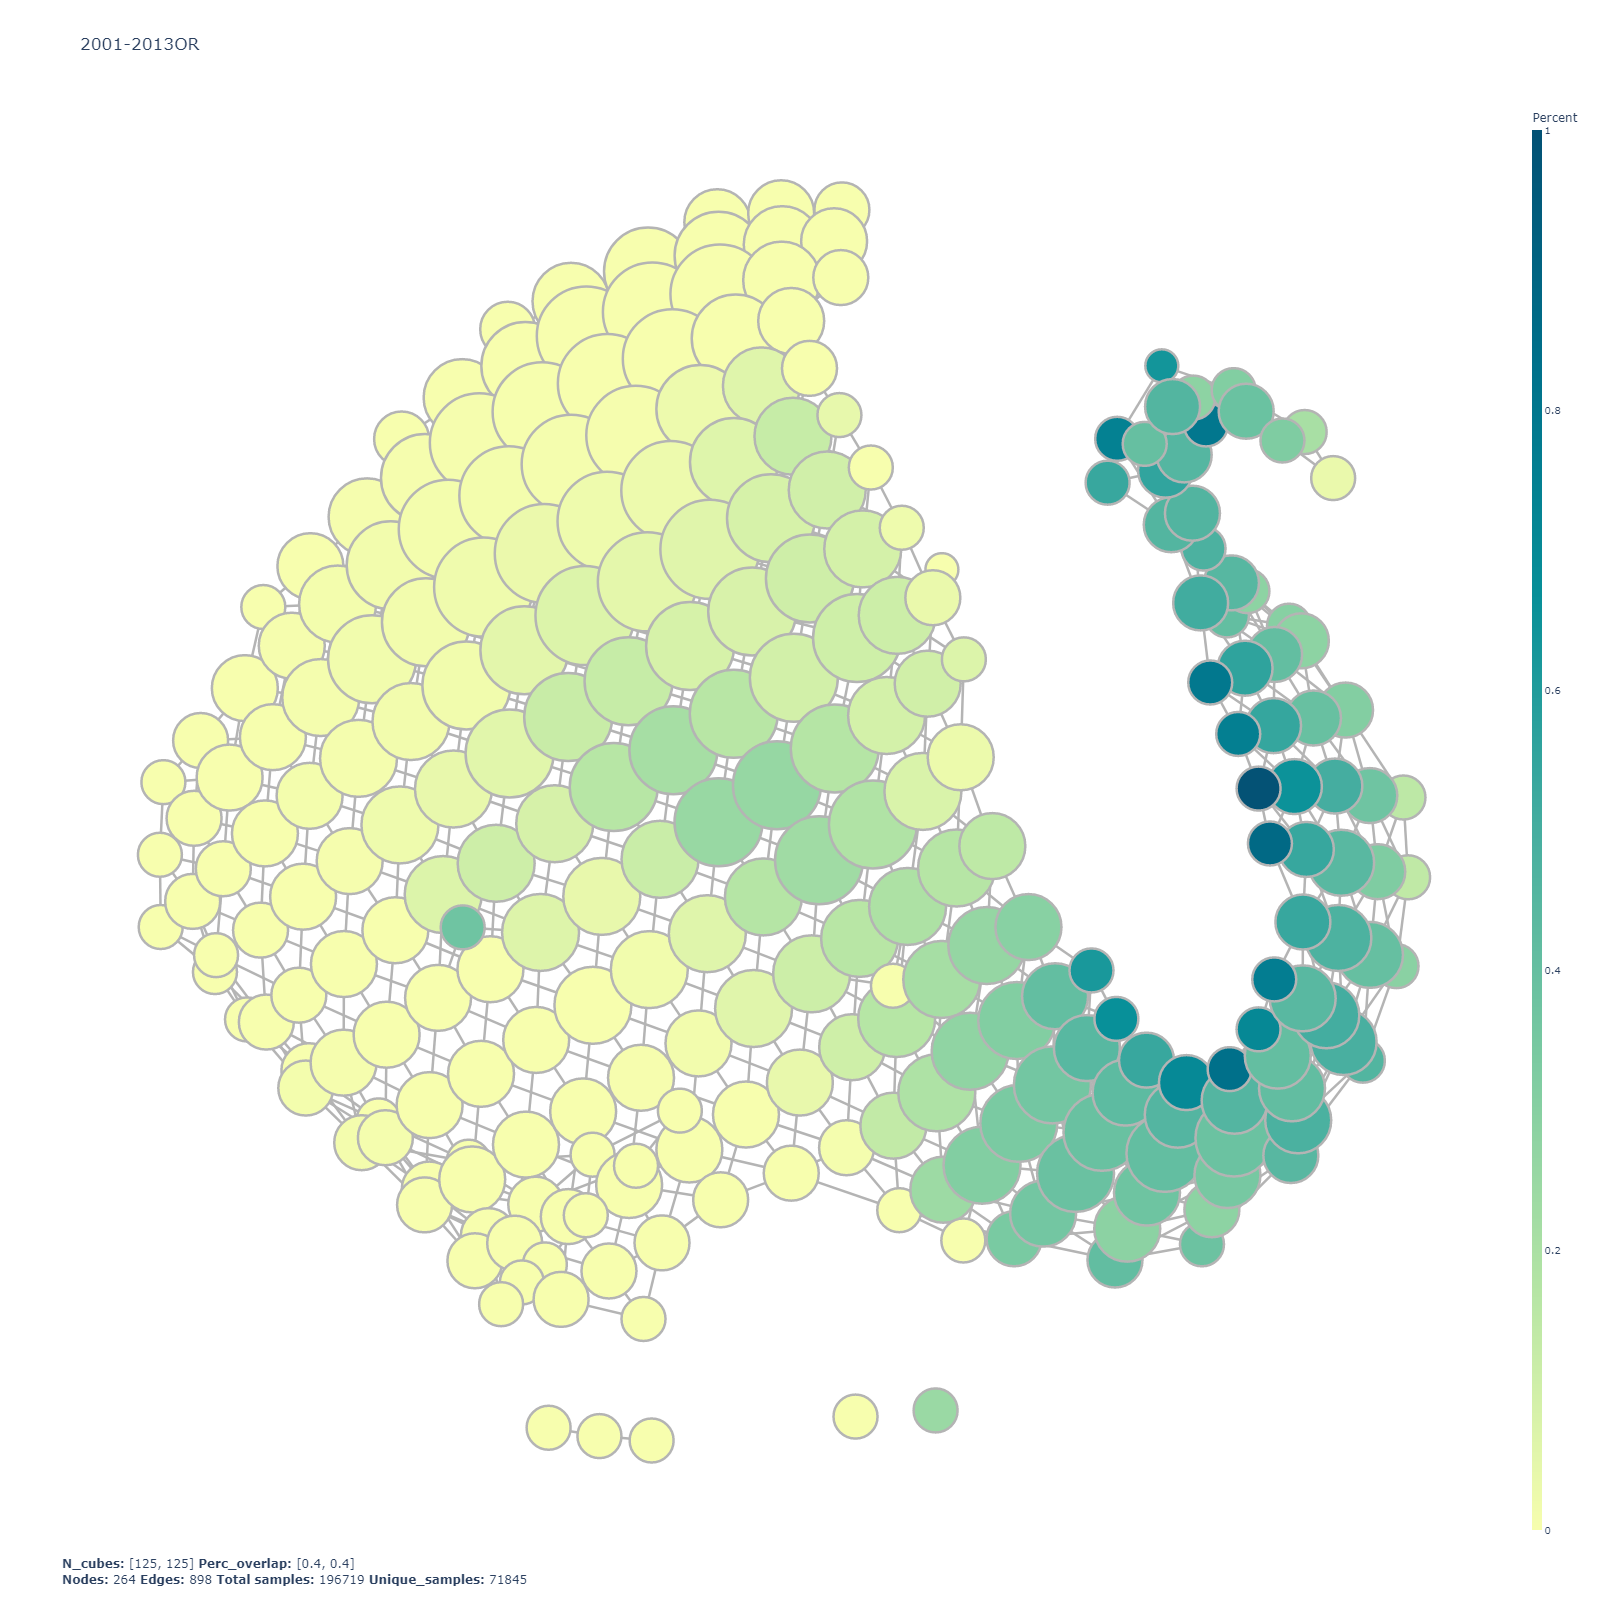 2001-2013OR
Percent
1
0.8
0.6
0.4
0.2
0
N_cubes: [125, 125] Perc_overlap: [0.4, 0.4]
Nodes: 264 Edges: 898 Total samples: 196719 Unique_samples: 71845